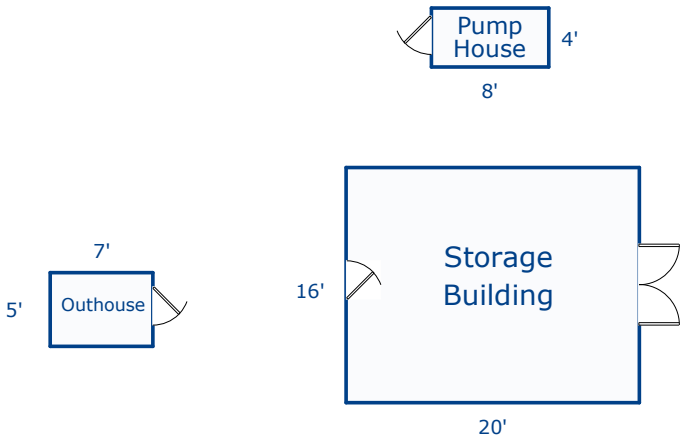 Pump
House
4'
8'
7'
5'
Outhouse
Storage
Building
16'
20'